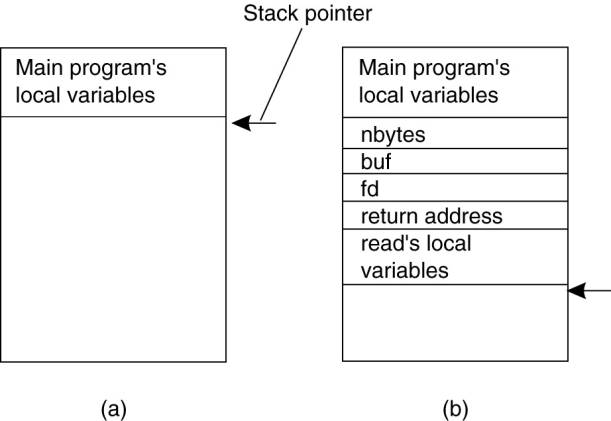 Stack pointer
Main program's
local variables
Main program's
local variables
nbytes
buf
fd
return address
read's local
variables
(a)
(b)